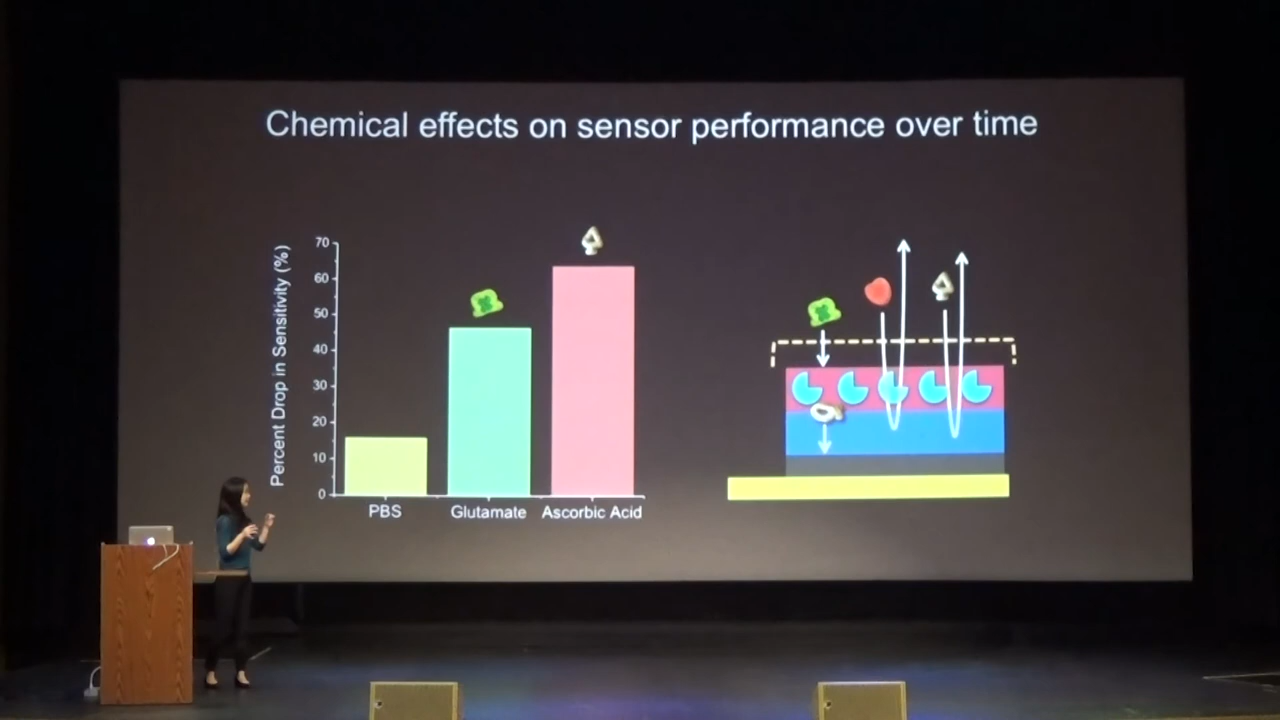 Chemical effects on sensor performance over time
Percent Drop in Sensitivity (%)
70
60
50
40
30
20
10
0
PBS
Glutamate
Ascorbic Acid